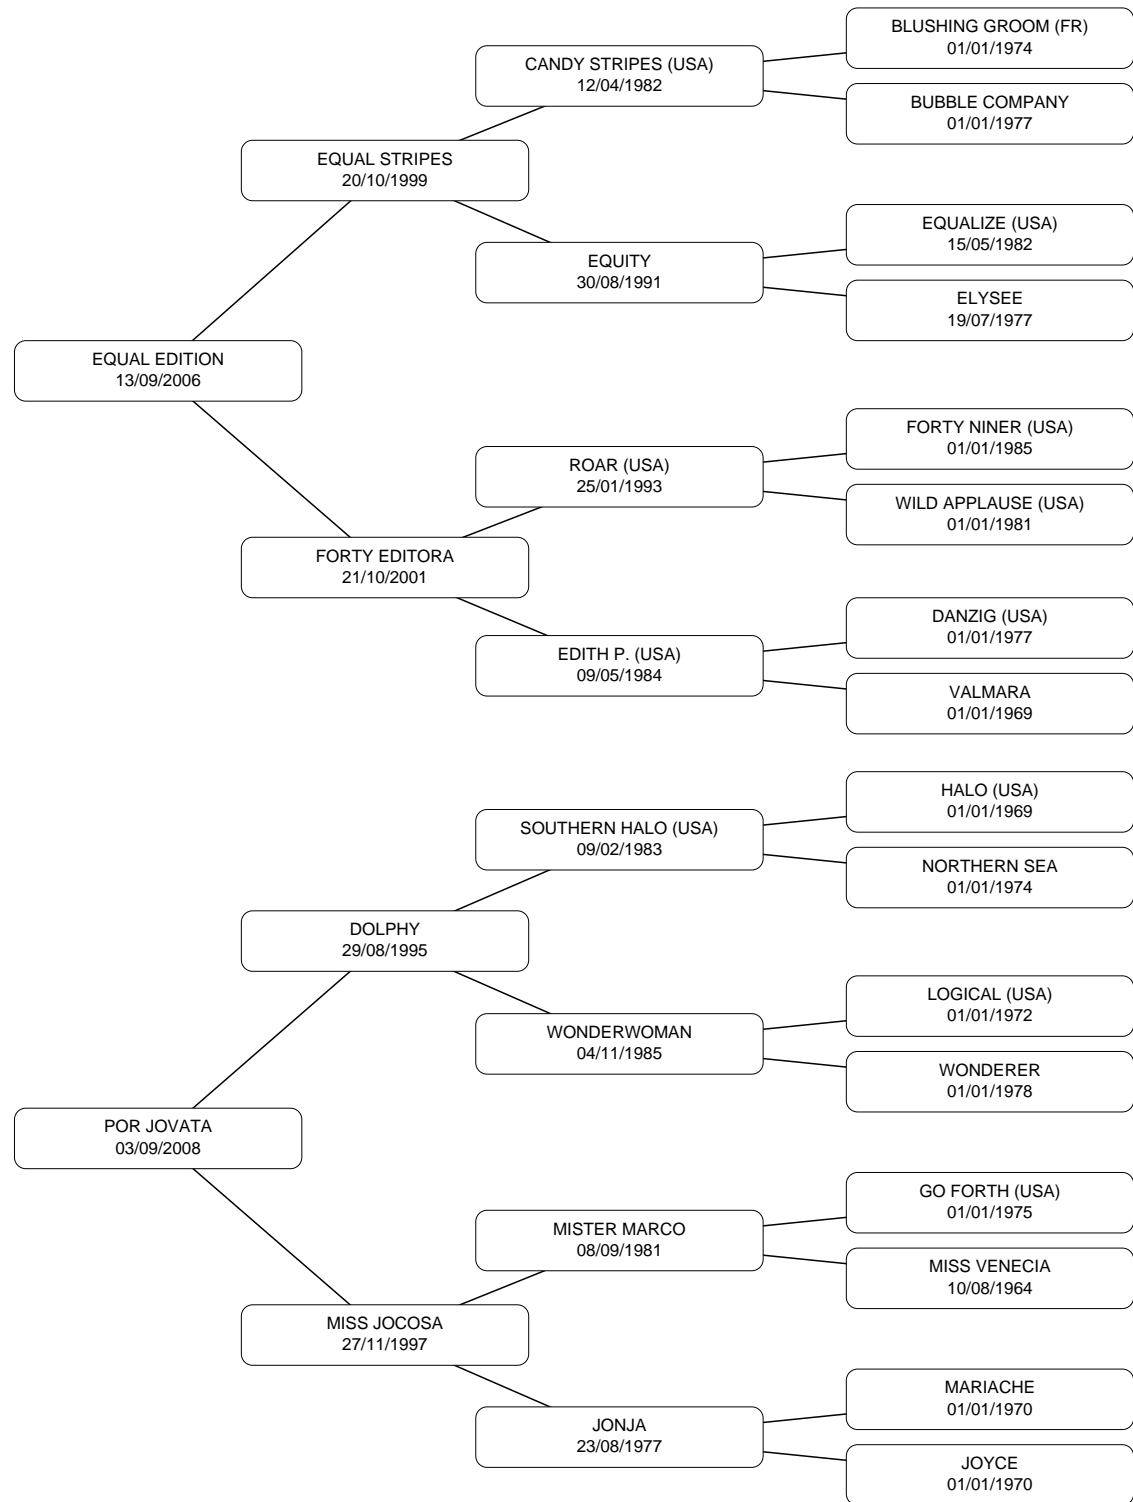 BLUSHING GROOM (FR)
01/01/1974
CANDY STRIPES (USA)
12/04/1982
BUBBLE COMPANY
01/01/1977
EQUAL STRIPES
20/10/1999
EQUALIZE (USA)
15/05/1982
EQUITY
30/08/1991
ELYSEE
19/07/1977
EQUAL EDITION
13/09/2006
FORTY NINER (USA)
01/01/1985
ROAR (USA)
25/01/1993
WILD APPLAUSE (USA)
01/01/1981
FORTY EDITORA
21/10/2001
DANZIG (USA)
01/01/1977
EDITH P. (USA)
09/05/1984
VALMARA
01/01/1969
HALO (USA)
01/01/1969
SOUTHERN HALO (USA)
09/02/1983
NORTHERN SEA
01/01/1974
DOLPHY
29/08/1995
LOGICAL (USA)
01/01/1972
WONDERWOMAN
04/11/1985
WONDERER
01/01/1978
POR JOVATA
03/09/2008
GO FORTH (USA)
01/01/1975
MISTER MARCO
08/09/1981
MISS VENECIA
10/08/1964
MISS JOCOSA
27/11/1997
MARIACHE
01/01/1970
JONJA
23/08/1977
JOYCE
01/01/1970